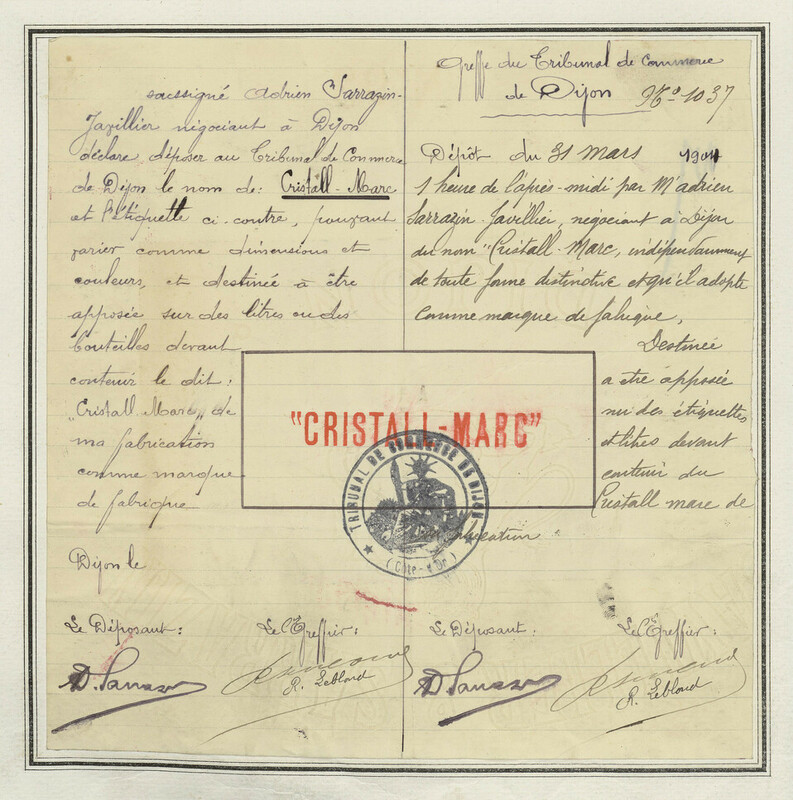 soussigné Adrien Sarrazin-
Javillier négociant à Dijon
déclare déposer au Tribunal de Commerce
de Dijon le nom de: Cristall-Marc
et l'étiquette ci-contre, pouvant
varier comme dimensions et
couleurs, et destinée à être
apposée sur des litres ou des
bouteilles devant
contenir le dit:
"Cristall-Marc" de
ma fabrication
comme marque
de fabrique
Dijon le
Le Déposant:
Le Greffier:
R. Leblond
Greffe du Tribunal de Commerce
de Dijon No 1037
Dépôt du 31 Mars 1904
1 heure de l'après-midi par Mr adrien
Sarrazin-Javillier, négociant à Dijon
du nom "Cristall-Marc, indépendamment
de toute forme distinctive et qu'il adopte
comme marque de fabrique,
Destinée
a etre apposée
des étiquettes
et litres devant
contenir du
Cristall marc de
"CRISTALL-MARC"
TRIBUNAL DE COMMERCE DE DIJON
(Côte-d'Or)
Le Déposant:
Le Greffier:
R. Leblond